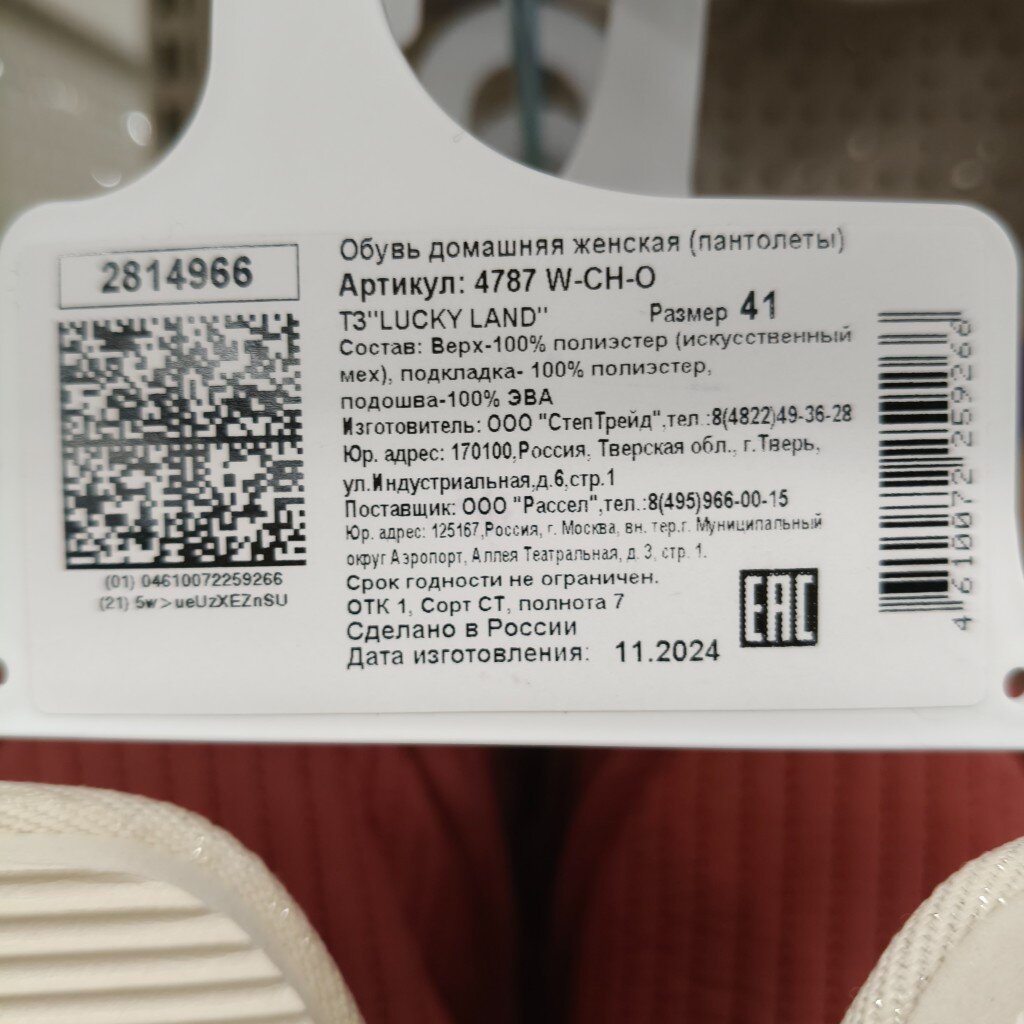 2814966
(01) 04610072259266
(21) 5w>ueUzXEZnSU
Обувь домашняя женская (пантолеты)
Артикул: 4787 W-CH-O
ТЗ"LUCKY LAND" Размер 41
Состав: Верх-100% полиэстер (искусственный
мех), подкладка- 100% полиэстер,
подошва-100% ЭВА
Изготовитель: ООО "СтепТрейд",тел.:8(4822)49-36-28
Юр. адрес: 170100,Россия, Тверская обл., г.Тверь,
ул.Индустриальная,д.6,стр.1
Поставщик: ООО "Рассел",тел.:8(495)966-00-15
Юр. адрес: 125167,Россия, г. Москва, вн. тер.г. Муниципальный
округ Аэропорт, Аллея Театральная, д. 3, стр. 1.
Срок годности не ограничен.
ОТК 1, Сорт СТ, полнота 7
Сделано в России
Дата изготовления: 11.2024
EAC
4 610072 259266